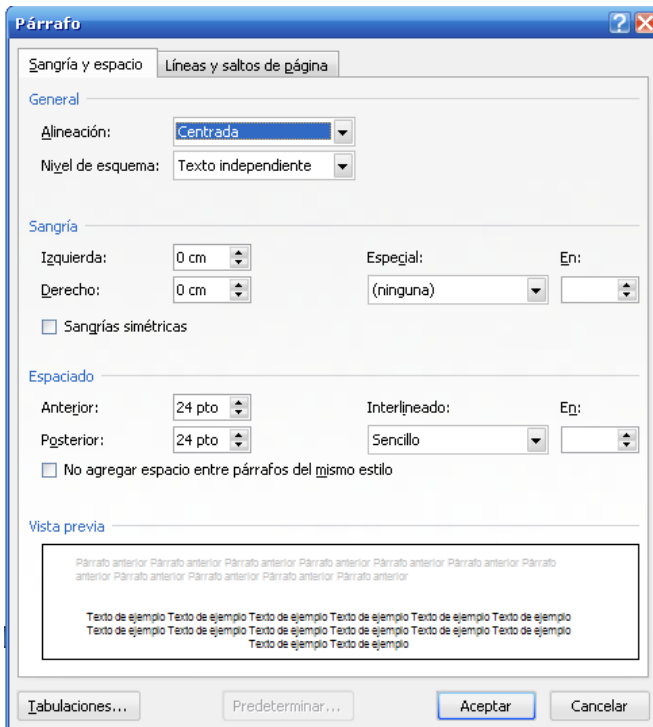 Párrafo
Sangría y espacio Líneas y saltos de página
General
Alineación: Centrada
Nivel de esquema: Texto independiente
Sangría
Izquierda: 0 cm Especial: En:
Derecho: 0 cm (ninguna)
Sangrías simétricas
Espaciado
Anterior: 24 pto Interlineado: En:
Posterior: 24 pto Sencillo
No agregar espacio entre párrafos del mismo estilo
Vista previa
Párrafo anterior Párrafo anterior Párrafo anterior Párrafo anterior Párrafo anterior Párrafo anterior Párrafo
anterior Párrafo anterior Párrafo anterior Párrafo anterior Párrafo anterior
Texto de ejemplo Texto de ejemplo Texto de ejemplo Texto de ejemplo Texto de ejemplo Texto de ejemplo
Texto de ejemplo Texto de ejemplo Texto de ejemplo Texto de ejemplo Texto de ejemplo Texto de ejemplo
Texto de ejemplo Texto de ejemplo
Tabulaciones... Predeterminar... Aceptar Cancelar